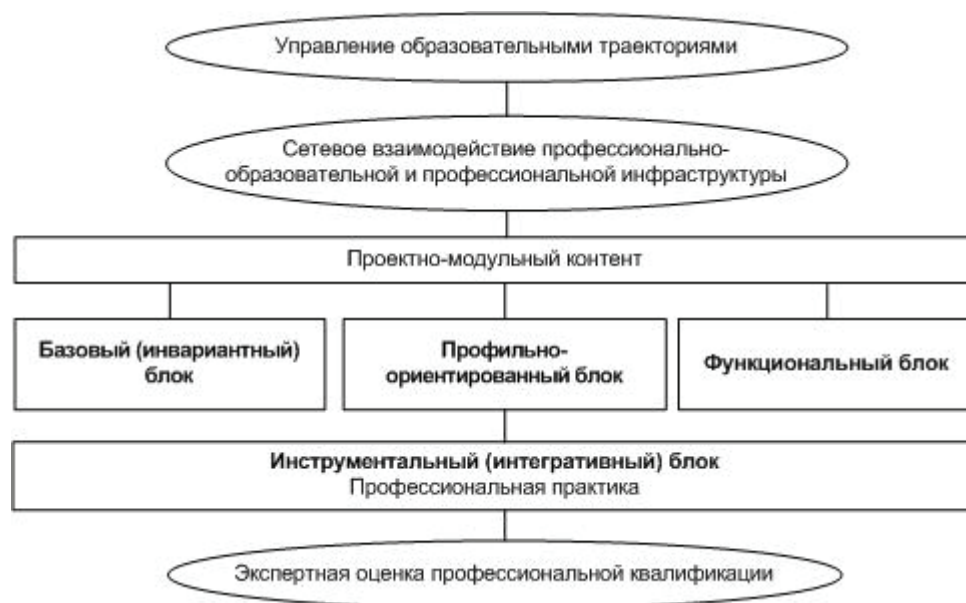 Управление образовательными траекториями
Сетевое взаимодействие профессионально-
образовательной и профессиональной инфраструктуры
Проектно-модульный контент
Базовый (инвариантный)
блок
Профильно-
ориентированный блок
Функциональный блок
Инструментальный (интегративный) блок
Профессиональная практика
Экспертная оценка профессиональной квалификации